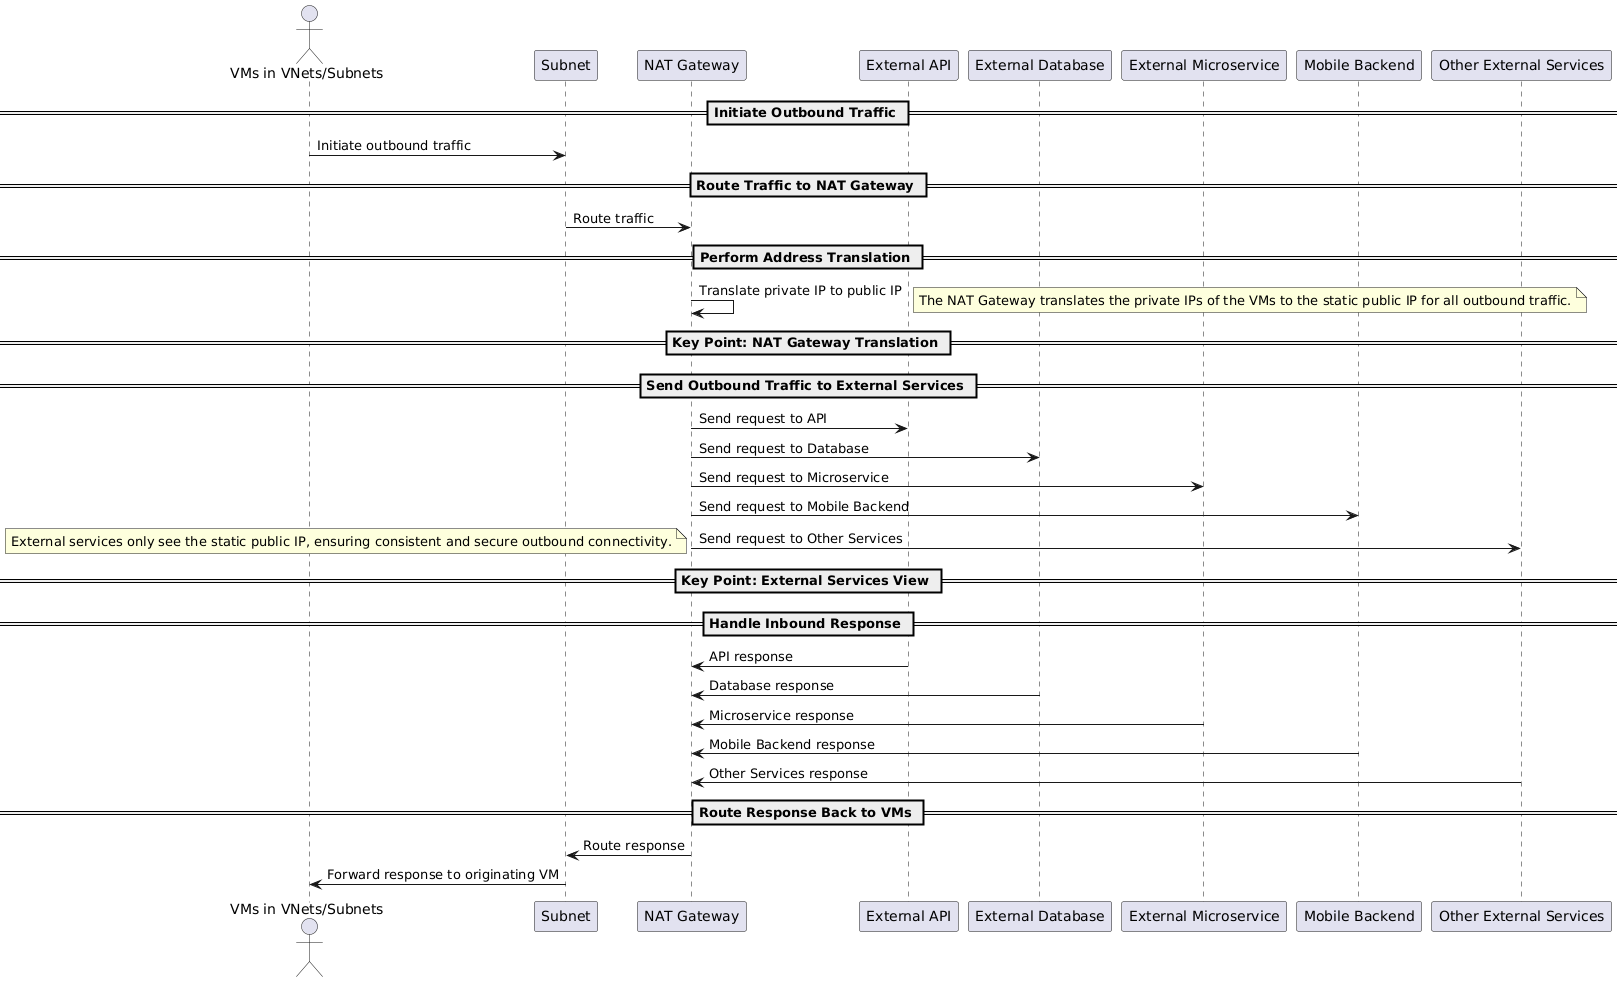 VMs in VNets/Subnets
Subnet
NAT Gateway
External API
External Database
External Microservice
Mobile Backend
Other External Services
Initiate Outbound Traffic
Initiate outbound traffic
Route Traffic to NAT Gateway
Route traffic
Perform Address Translation
Translate private IP to public IP
The NAT Gateway translates the private IPs of the VMs to the static public IP for all outbound traffic.
Key Point: NAT Gateway Translation
Send Outbound Traffic to External Services
Send request to API
Send request to Database
Send request to Microservice
Send request to Mobile Backend
External services only see the static public IP, ensuring consistent and secure outbound connectivity.
Send request to Other Services
Key Point: External Services View
Handle Inbound Response
API response
Database response
Microservice response
Mobile Backend response
Other Services response
Route Response Back to VMs
Route response
Forward response to originating VM
VMs in VNets/Subnets
Subnet
NAT Gateway
External API
External Database
External Microservice
Mobile Backend
Other External Services